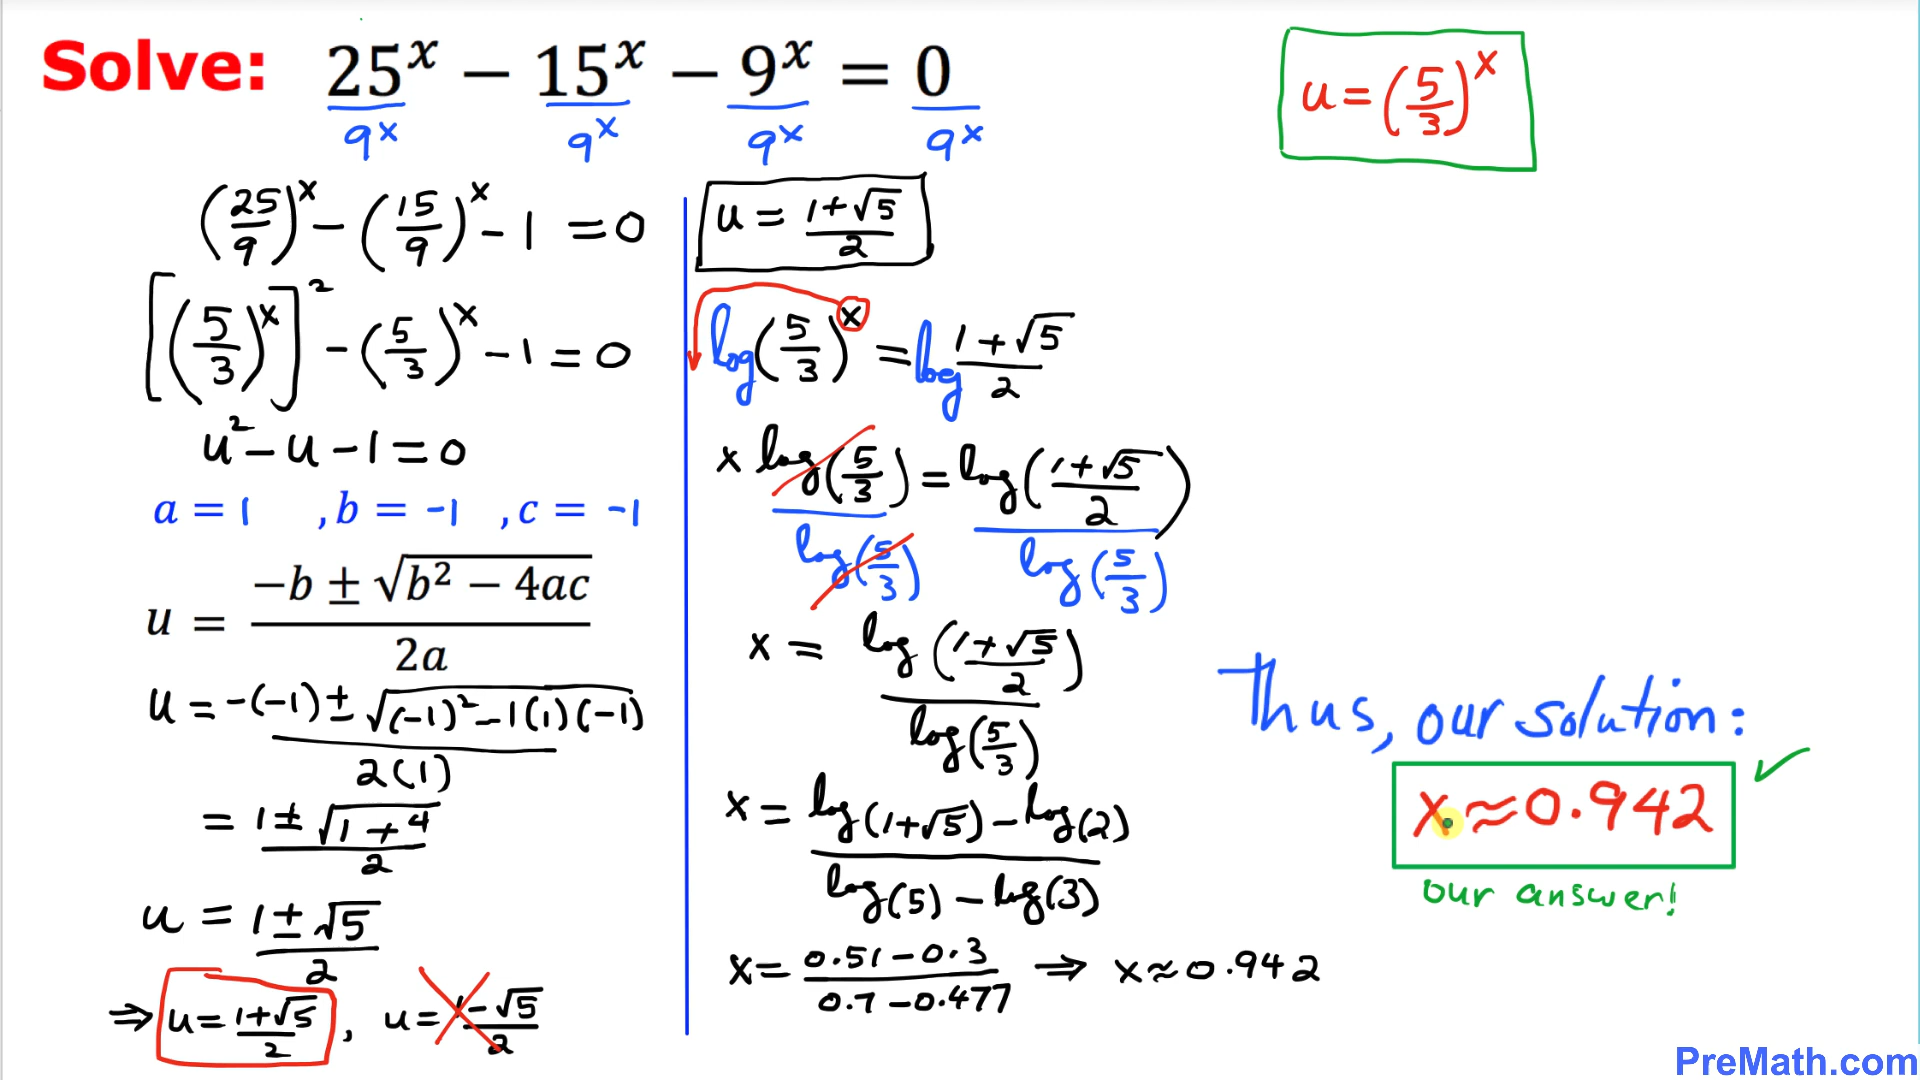 Solve: 25^x − 15^x − 9^x = 0
9^x 9^x 9^x 9^x
u = (5/3)^x
(25/9)^x − (15/9)^x − 1 = 0
[(5/3)^x]^2 − (5/3)^x − 1 = 0
u^2 − u − 1 = 0
a = 1 , b = −1 , c = −1
u = (−b ± √(b² − 4ac)) / 2a
u = (−(−1) ± √((−1)^2 − 1(1)(−1))) / 2(1)
= (1 ± √(1 + 4)) / 2
u = (1 ± √5) / 2
⇒ u = (1+√5)/2 , u = (1−√5)/2
u = (1+√5)/2
log(5/3)^x = log (1+√5)/2
x log(5/3) / log(5/3) = log((1+√5)/2) / log(5/3)
x = log((1+√5)/2) / log(5/3)
x = (log(1+√5) − log(2)) / (log(5) − log(3))
x = (0.51 − 0.3) / (0.7 − 0.477) ⇒ x ≈ 0.942
Thus, our solution:
x ≈ 0.942 ✓
our answer!
PreMath.com